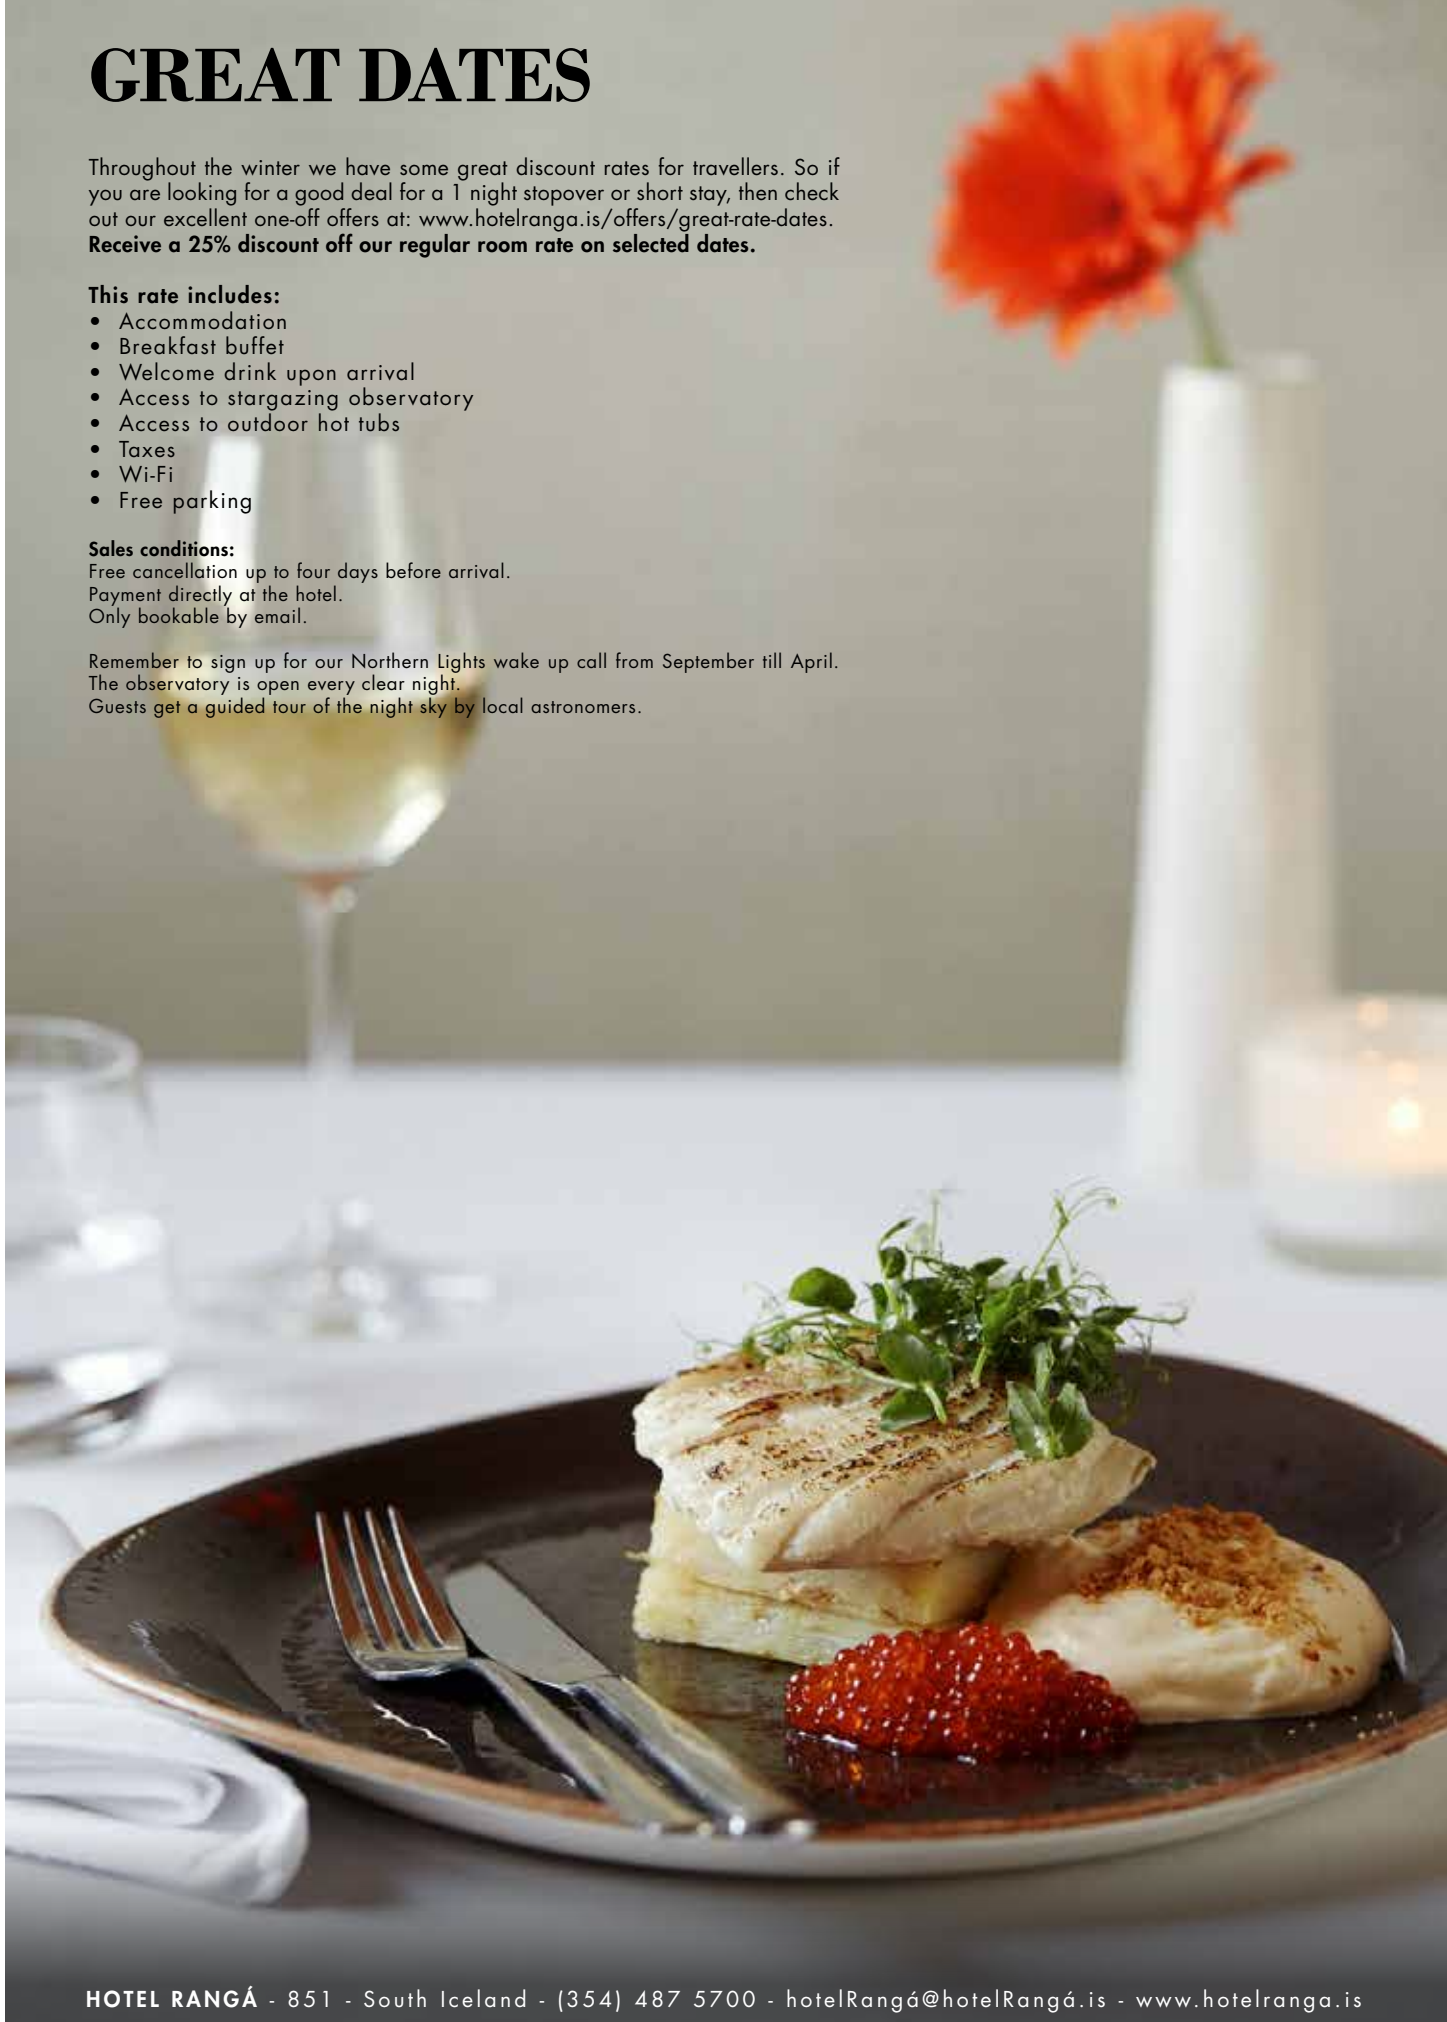 GREAT DATES
Throughout the winter we have some great discount rates for travellers. So if
you are looking for a good deal for a 1 night stopover or short stay, then check
out our excellent one-off offers at: www.hotelranga.is/offers/great-rate-dates.
Receive a 25% discount off our regular room rate on selected dates.
This rate includes:
• Accommodation
• Breakfast buffet
• Welcome drink upon arrival
• Access to stargazing observatory
• Access to outdoor hot tubs
• Taxes
• Wi-Fi
• Free parking
Sales conditions:
Free cancellation up to four days before arrival.
Payment directly at the hotel.
Only bookable by email.
Remember to sign up for our Northern Lights wake up call from September till April.
The observatory is open every clear night.
Guests get a guided tour of the night sky by local astronomers.
HOTEL RANGÁ - 851 - South Iceland - (354) 487 5700 - hotelRangá@hotelRangá.is - www.hotelranga.is